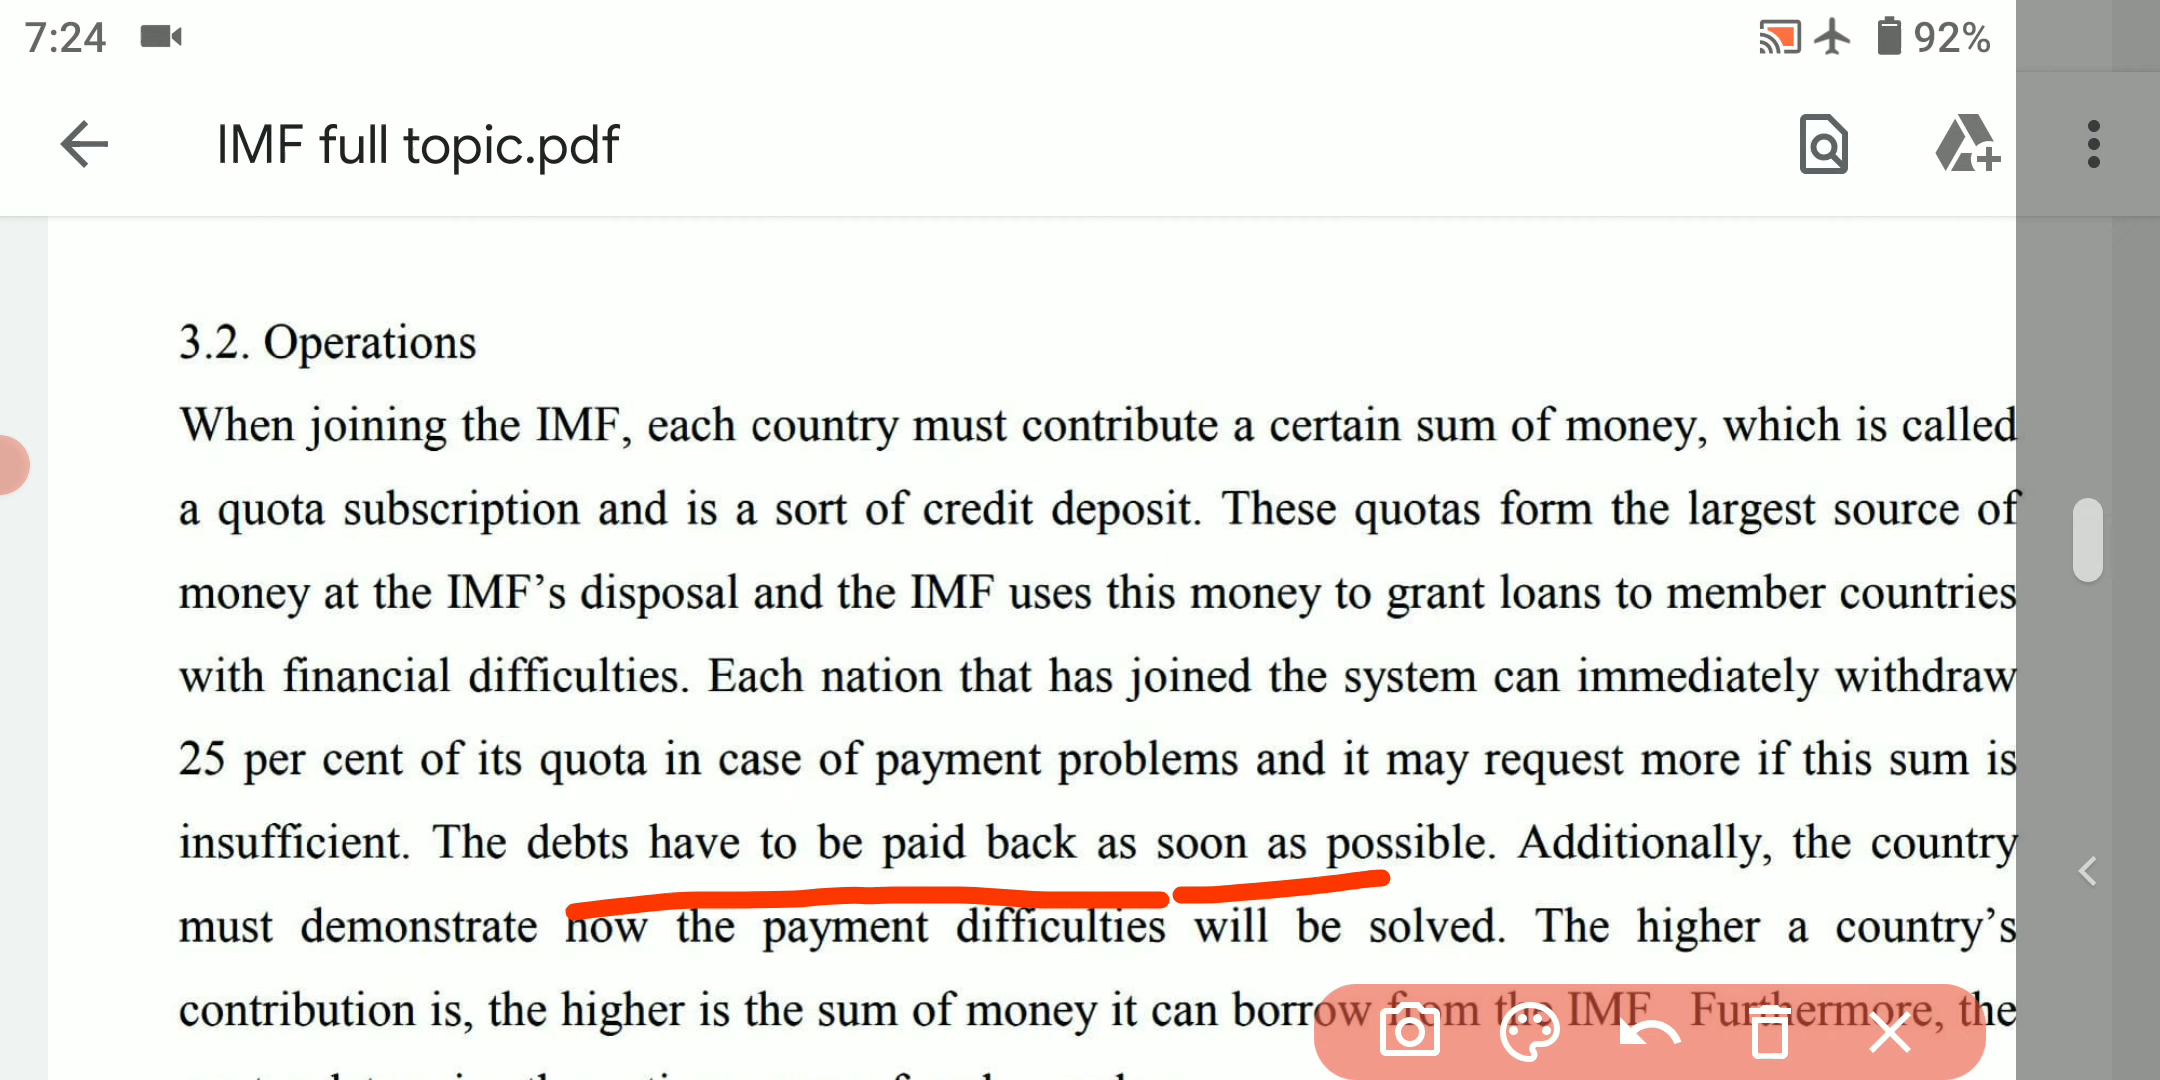 7:24 92%
IMF full topic.pdf
3.2. Operations
When joining the IMF, each country must contribute a certain sum of money, which is called
a quota subscription and is a sort of credit deposit. These quotas form the largest source of
money at the IMF’s disposal and the IMF uses this money to grant loans to member countries
with financial difficulties. Each nation that has joined the system can immediately withdraw
25 per cent of its quota in case of payment problems and it may request more if this sum is
insufficient. The debts have to be paid back as soon as possible. Additionally, the country
must demonstrate how the payment difficulties will be solved. The higher a country’s
contribution is, the higher is the sum of money it can borrow from the IMF. Furthermore, the